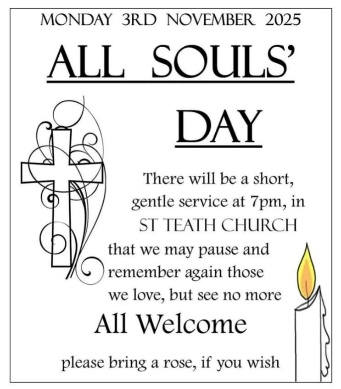 MONDAY 3RD NOVEMBER 2025
ALL SOULS'
DAY
There will be a short,
gentle service at 7pm, in
ST TEATH CHURCH
that we may pause and
remember again those
we love, but see no more
All Welcome
please bring a rose, if you wish